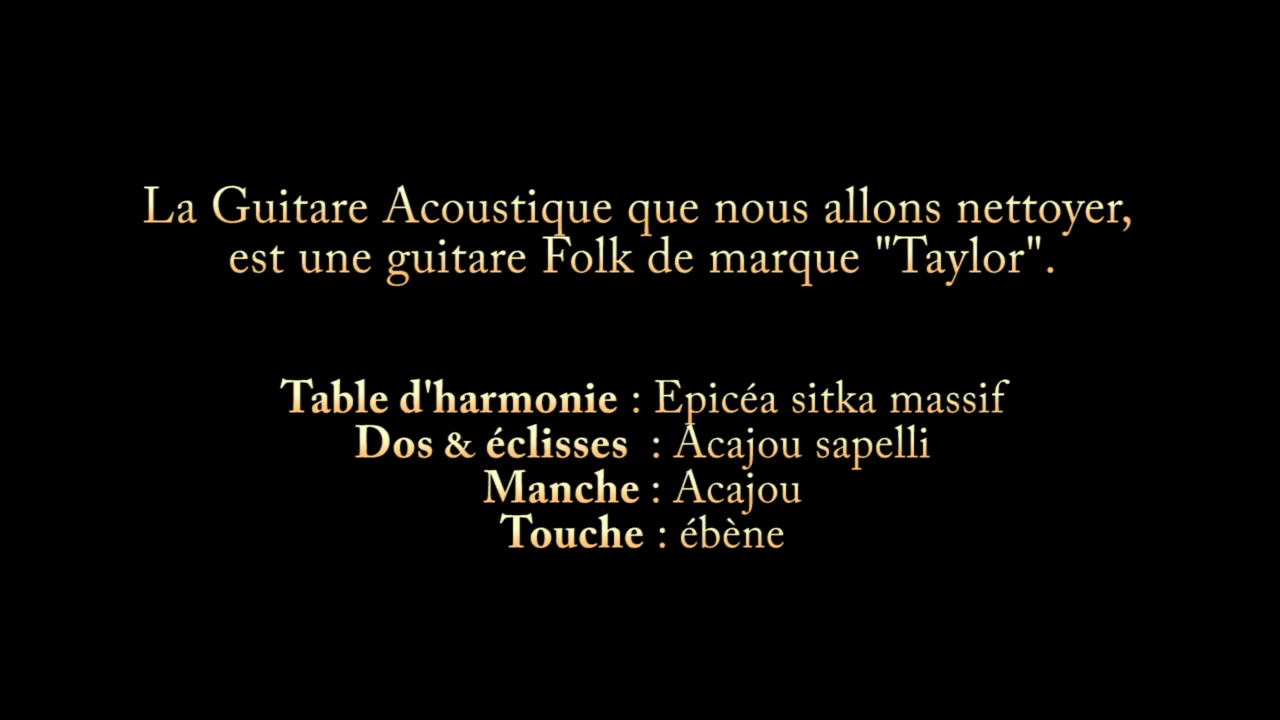 La Guitare Acoustique que nous allons nettoyer,
est une guitare Folk de marque "Taylor".
Table d'harmonie : Epicéa sitka massif
Dos & éclisses : Acajou sapelli
Manche : Acajou
Touche : ébène